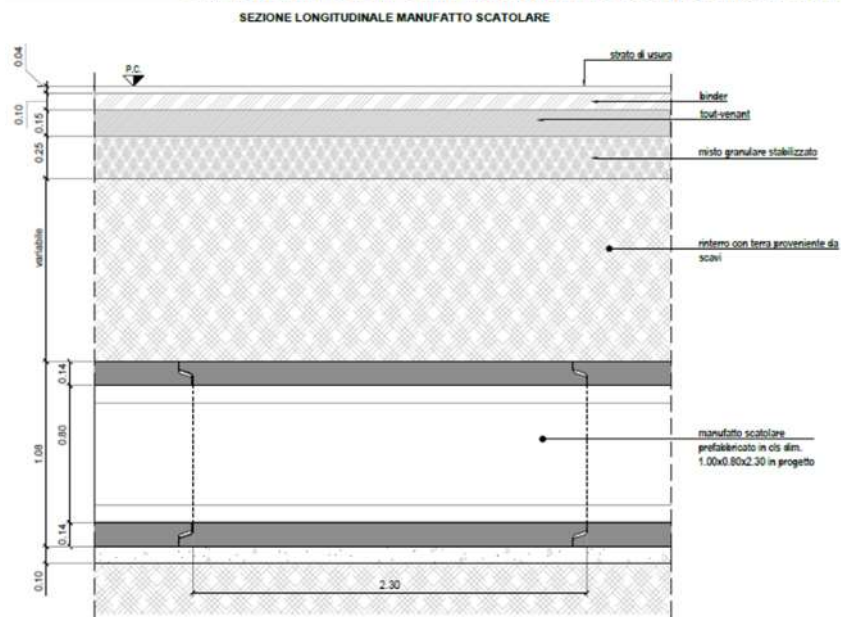 SEZIONE LONGITUDINALE MANUFATTO SCATOLARE
strato di usura
P.C.
0.04
binder
0.10
tout-venant
0.15
misto granulare stabilizzato
0.25
variabile
rinterro con terra proveniente da
scavi
0.14
0.80
1.08
manufatto scatolare
prefabbricato in cls dim.
1.00x0.80x2.30 in progetto
0.14
0.10
2.30